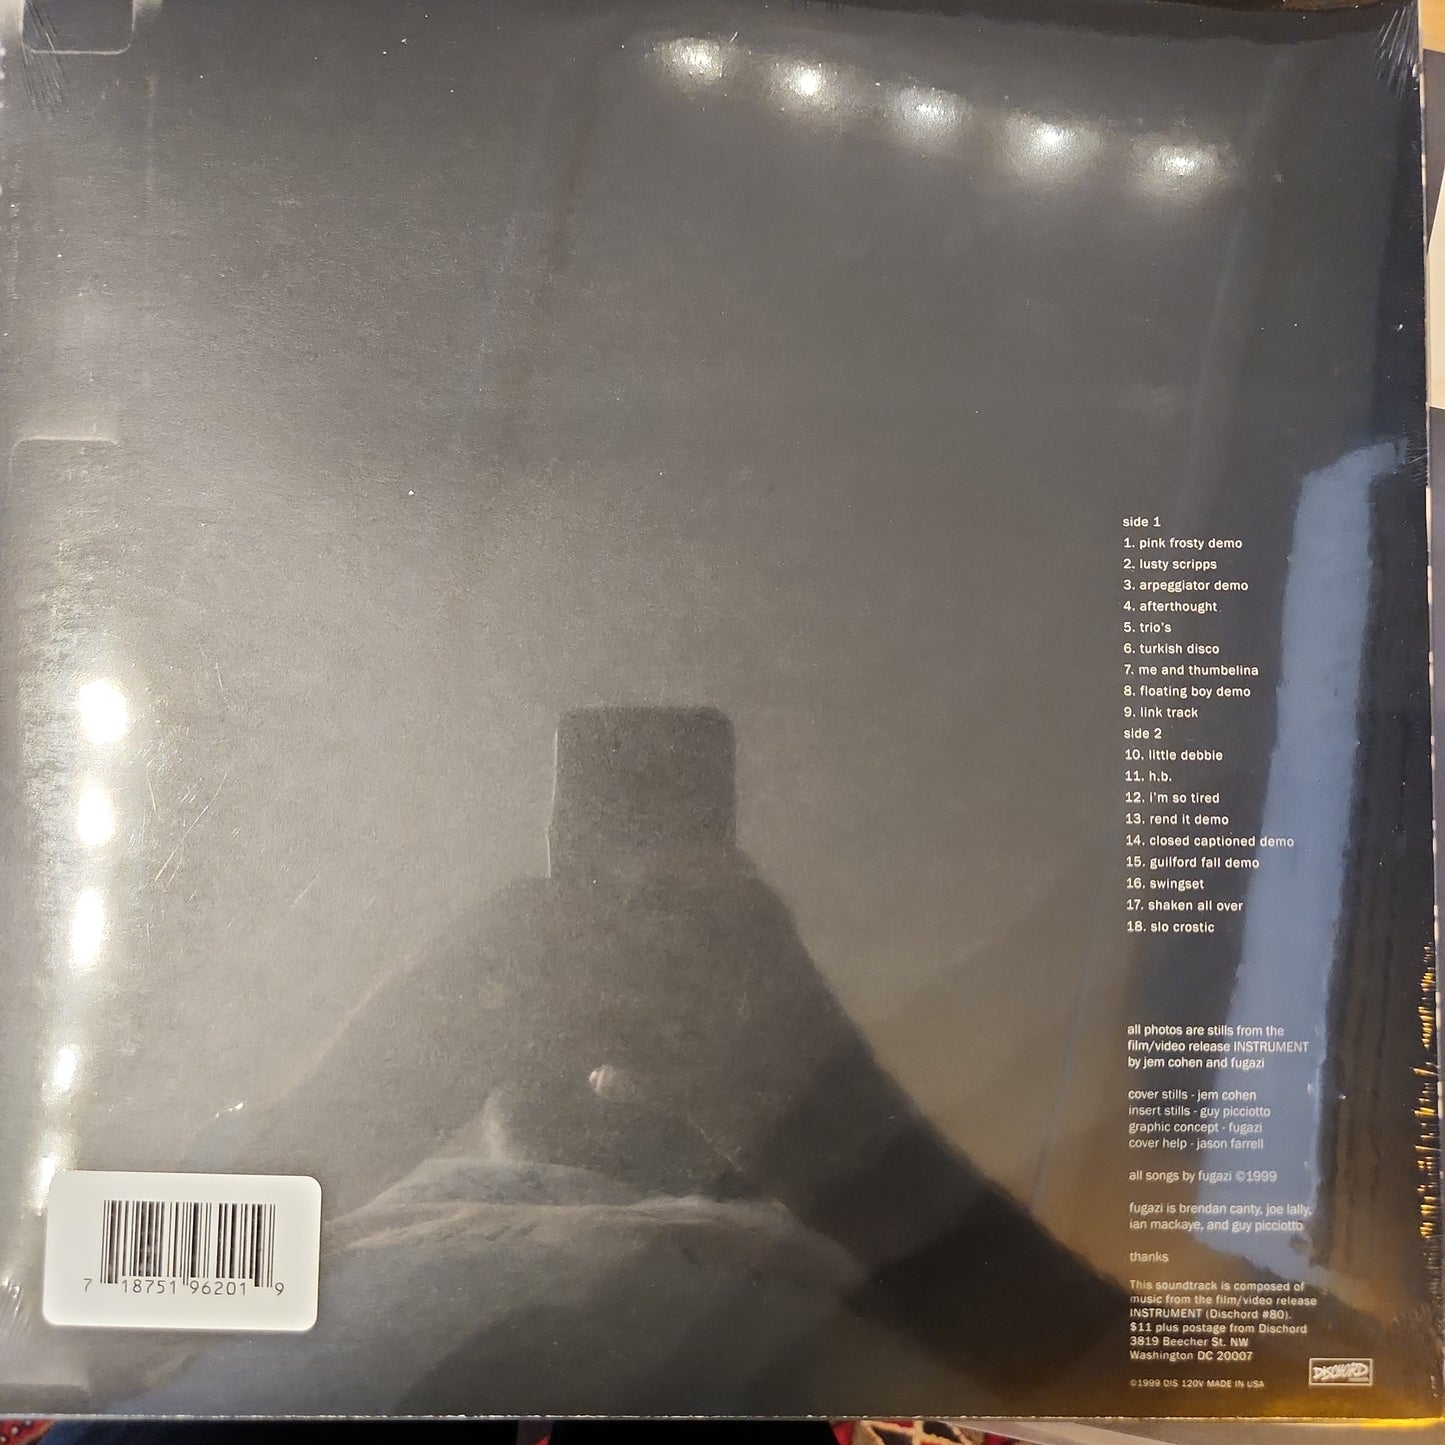 side 1
1. pink frosty demo
2. lusty scripps
3. arpeggiator demo
4. afterthought
5. trio's
6. turkish disco
7. me and thumbelina
8. floating boy demo
9. link track
side 2
10. little debbie
11. h.b.
12. i'm so tired
13. rend it demo
14. closed captioned demo
15. guilford fall demo
16. swingset
17. shaken all over
18. slo crostic
all photos are stills from the
film/video release INSTRUMENT
by jem cohen and fugazi
cover stills - jem cohen
insert stills - guy picciotto
graphic concept - fugazi
cover help - jason farrell
all songs by fugazi ©1999
fugazi is brendan canty, joe lally,
ian mackaye, and guy picciotto
thanks
This soundtrack is composed of
music from the film/video release
INSTRUMENT (Dischord #80).
$11 plus postage from Dischord
3819 Beecher St. NW
Washington DC 20007
©1999 DIS 120V MADE IN USA
DISCHORD
7 18751 96201 9